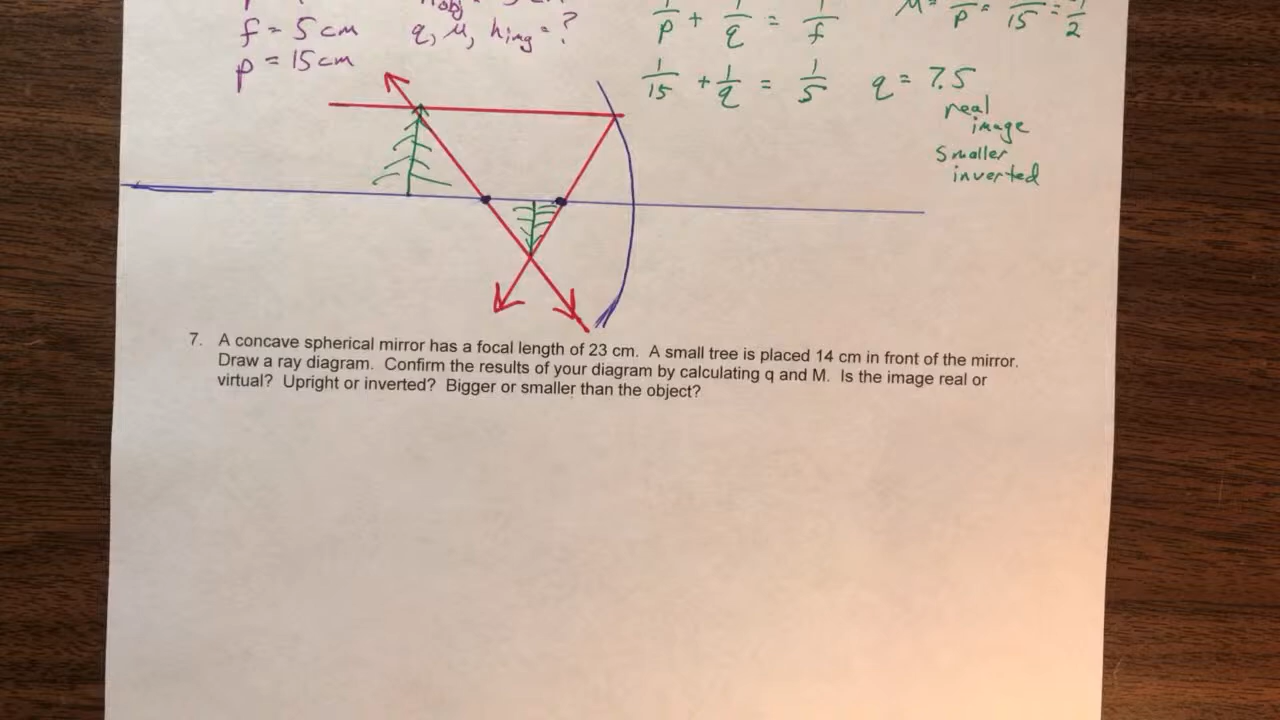 f = 5 cm
q, M, h img = ?
1/p + 1/q = 1/f
p = 15 cm
1/15 + 1/q = 1/5
q = 7.5
real
image
smaller
inverted
7. A concave spherical mirror has a focal length of 23 cm. A small tree is placed 14 cm in front of the mirror.
Draw a ray diagram. Confirm the results of your diagram by calculating q and M. Is the image real or
virtual? Upright or inverted? Bigger or smaller than the object?